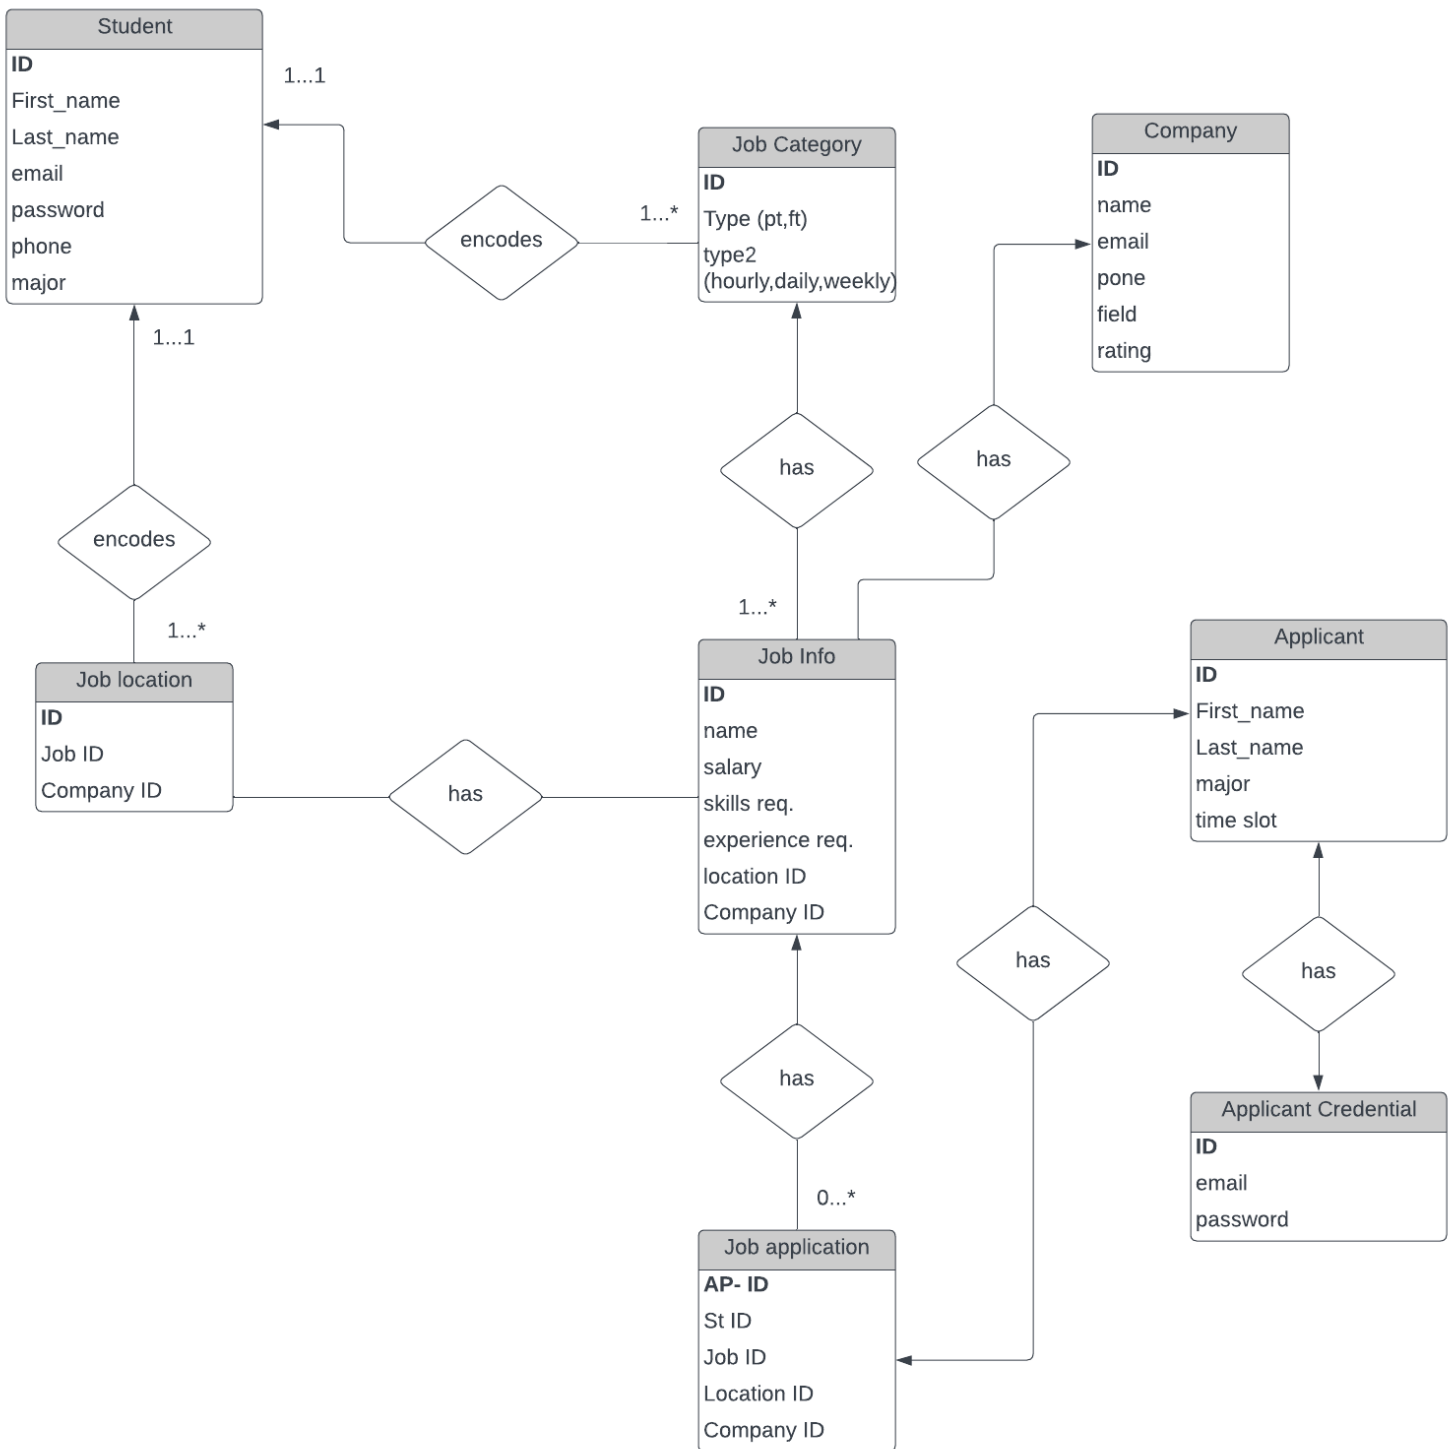 Student
ID
First_name
Last_name
email
password
phone
major
1...1
encodes
1...*
Job Category
ID
Type (pt,ft)
type2
(hourly,daily,weekly)
Company
ID
name
email
pone
field
rating
1...1
encodes
1...*
has
has
1...*
Job location
ID
Job ID
Company ID
has
Job Info
ID
name
salary
skills req.
experience req.
location ID
Company ID
Applicant
ID
First_name
Last_name
major
time slot
has
has
has
0...*
Job application
AP- ID
St ID
Job ID
Location ID
Company ID
Applicant Credential
ID
email
password